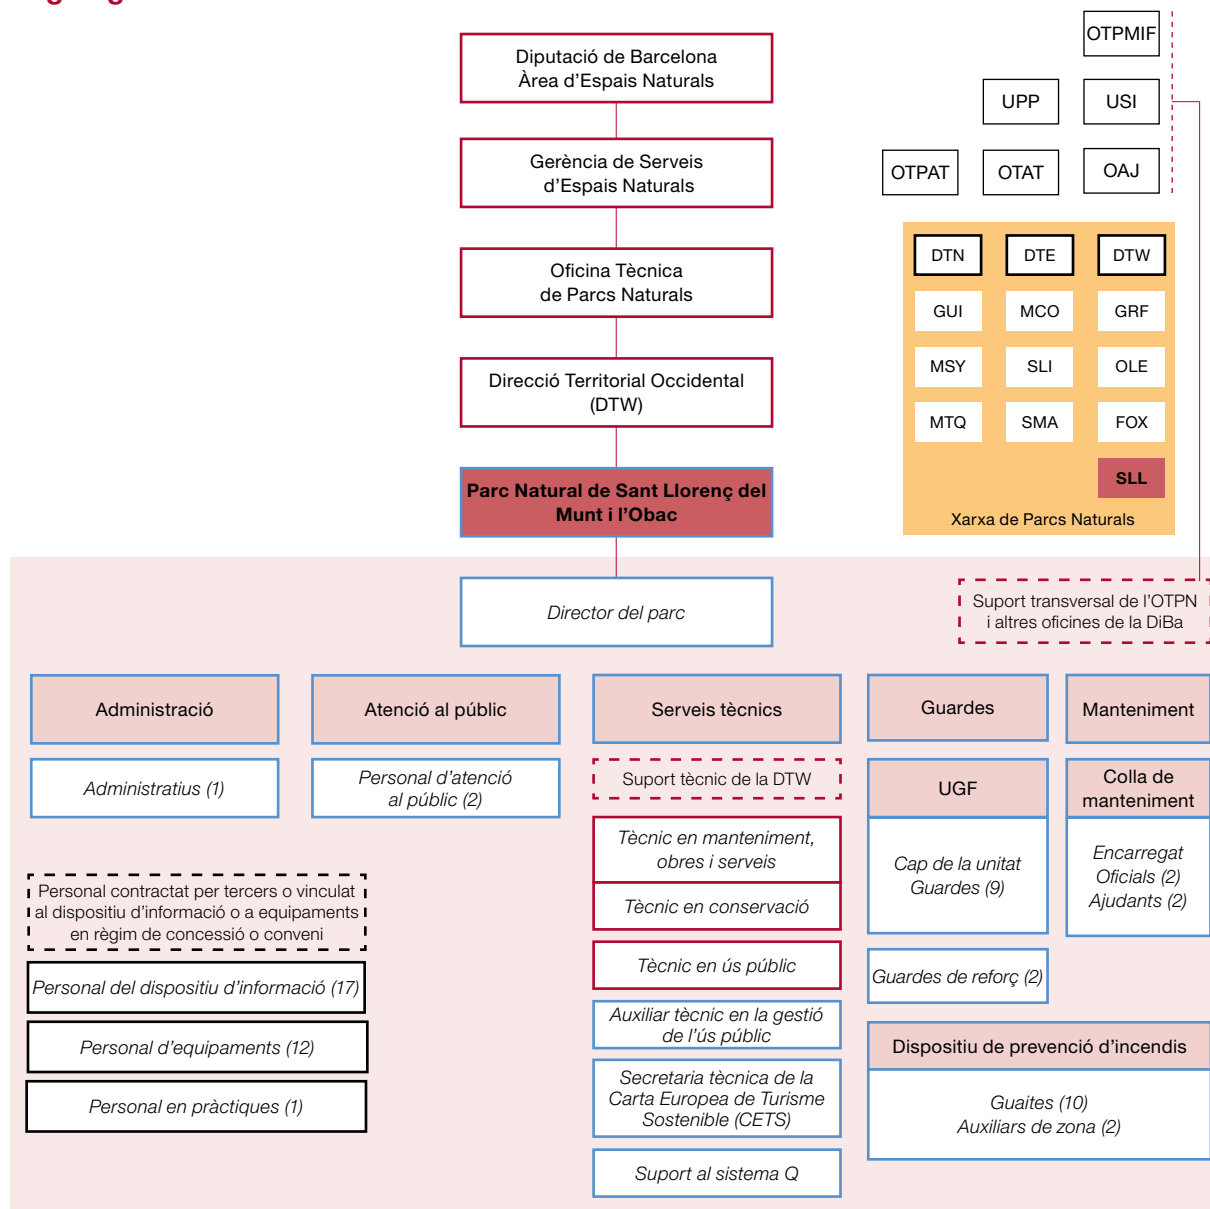 Diputació de Barcelona
Àrea d’Espais Naturals
Gerència de Serveis
d’Espais Naturals
Oficina Tècnica
de Parcs Naturals
Direcció Territorial Occidental
(DTW)
Parc Natural de Sant Llorenç del
Munt i l’Obac
Director del parc
OTPMIF
UPP
USI
OTPAT
OTAT
OAJ
DTN
DTE
DTW
GUI
MCO
GRF
MSY
SLI
OLE
MTQ
SMA
FOX
SLL
Xarxa de Parcs Naturals
Suport transversal de l’OTPN
i altres oficines de la DiBa
Administració
Administratius (1)
Atenció al públic
Personal d’atenció
al públic (2)
Serveis tècnics
Suport tècnic de la DTW
Tècnic en manteniment,
obres i serveis
Tècnic en conservació
Tècnic en ús públic
Auxiliar tècnic en la gestió
de l’ús públic
Secretaria tècnica de la
Carta Europea de Turisme
Sostenible (CETS)
Suport al sistema Q
Guardes
UGF
Cap de la unitat
Guardes (9)
Guardes de reforç (2)
Manteniment
Colla de
manteniment
Encarregat
Oficials (2)
Ajudants (2)
Dispositiu de prevenció d’incendis
Guaites (10)
Auxiliars de zona (2)
Personal contractat per tercers o vinculat
al dispositiu d’informació o a equipaments
en règim de concessió o conveni
Personal del dispositiu d’informació (17)
Personal d’equipaments (12)
Personal en pràctiques (1)